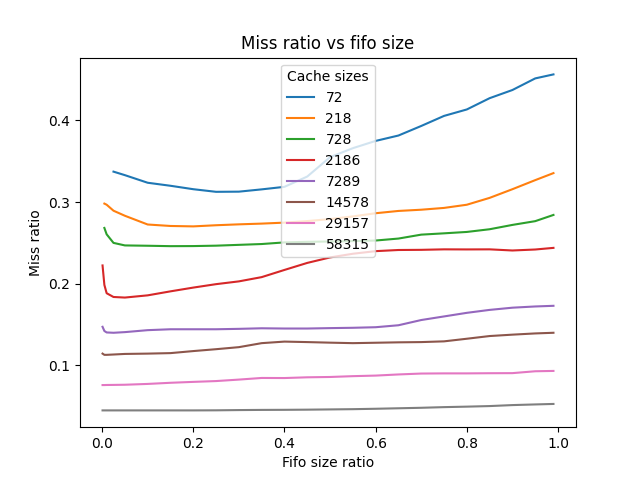 Miss ratio vs fifo size
Cache sizes
72
218
728
2186
7289
14578
29157
58315
0.4
0.3
0.2
0.1
Miss ratio
0.0 0.2 0.4 0.6 0.8 1.0
Fifo size ratio